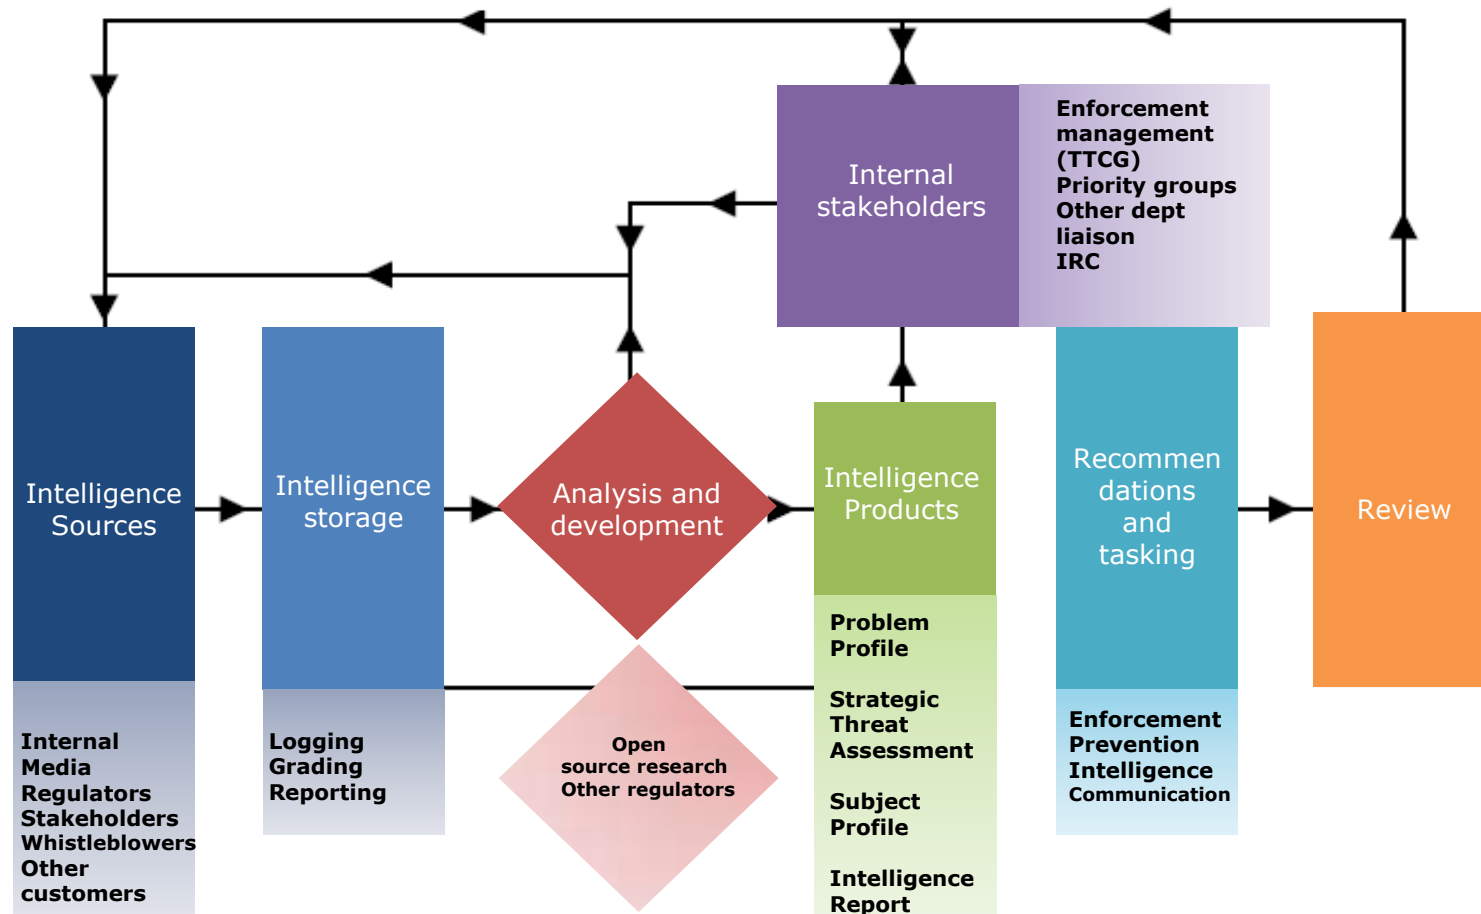 Internal
stakeholders
Enforcement
management
(TTCG)
Priority groups
Other dept
liaison
IRC
Intelligence
Sources
Internal
Media
Regulators
Stakeholders
Whistleblowers
Other
customers
Intelligence
storage
Logging
Grading
Reporting
Analysis and
development
Open
source research
Other regulators
Intelligence
Products
Problem
Profile
Strategic
Threat
Assessment
Subject
Profile
Intelligence
Report
Recommen
dations
and
tasking
Enforcement
Prevention
Intelligence
Communication
Review